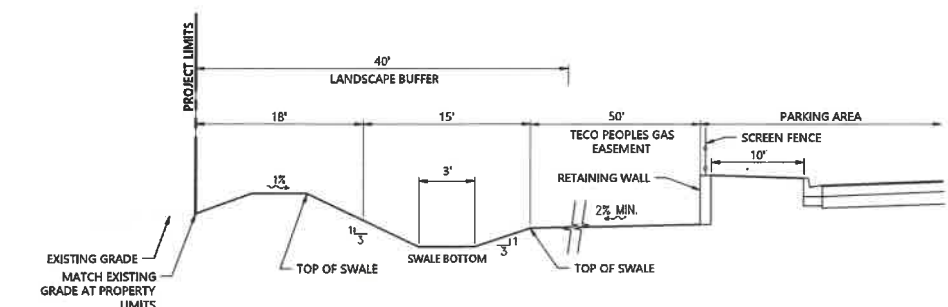 PROJECT LIMITS
40'
LANDSCAPE BUFFER
18'
15'
50'
PARKING AREA
TECO PEOPLES GAS
EASEMENT
SCREEN FENCE
10'
3'
RETAINING WALL
1%
2% MIN.
1
3
1
3
EXISTING GRADE
MATCH EXISTING
GRADE AT PROPERTY
LIMITS
TOP OF SWALE
SWALE BOTTOM
TOP OF SWALE